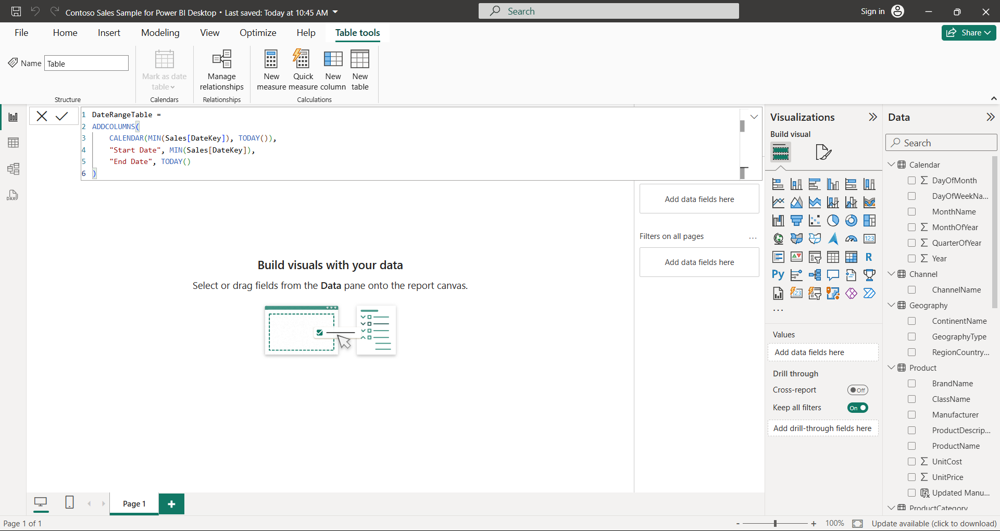 Contoso Sales Sample for Power BI Desktop • Last saved: Today at 10:45 AM
Search
Sign in
File
Home
Insert
Modeling
View
Optimize
Help
Table tools
Share
Name
Table
Structure
Mark as date
table
Calendars
Manage
relationships
Relationships
New
measure
Quick
measure
New
column
New
table
Calculations
1 DateRangeTable =
2 ADDCOLUMNS(
3 CALENDAR(MIN(Sales[DateKey]), TODAY()),
4 "Start Date", MIN(Sales[DateKey]),
5 "End Date", TODAY()
6 )
DAX
Build visuals with your data
Select or drag fields from the Data pane onto the report canvas.
Add data fields here
Filters on all pages
...
Add data fields here
Visualizations
Build visual
123
R
Py
123
...
Values
Add data fields here
Drill through
Cross-report
Off
Keep all filters
On
Add drill-through fields here
Data
Search
Calendar
DayOfMonth
DayOfWeekNa...
MonthName
MonthOfYear
QuarterOfYear
Year
Channel
ChannelName
Geography
ContinentName
GeographyType
RegionCountry...
Product
BrandName
ClassName
Manufacturer
ProductDescrip...
ProductName
UnitCost
UnitPrice
Updated Manu...
ProductCategory
Page 1
Page 1 of 1
- + 100%
Update available (click to download)